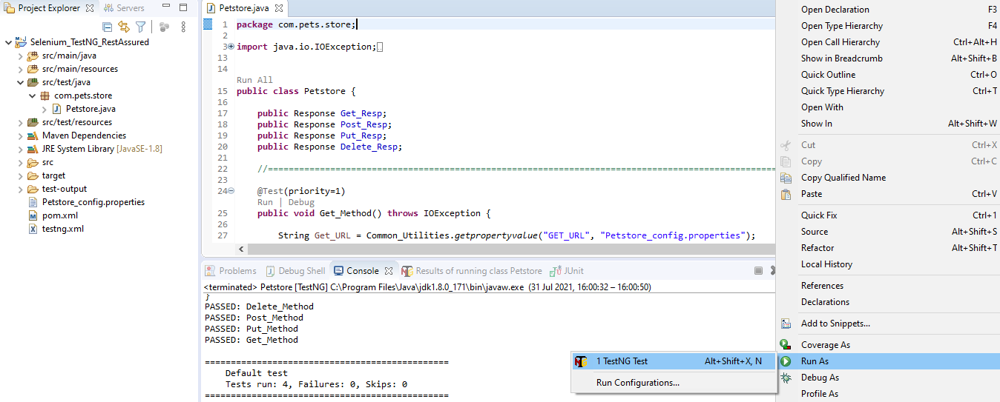 Project Explorer
Servers
Selenium_TestNG_RestAssured
src/main/java
src/main/resources
src/test/java
com.pets.store
Petstore.java
src/test/resources
Maven Dependencies
JRE System Library [JavaSE-1.8]
src
target
test-output
Petstore_config.properties
pom.xml
testng.xml
Petstore.java
1 package com.pets.store;
2
3 import java.io.IOException;
13
14
Run All
15 public class Petstore {
16
17 public Response Get_Resp;
18 public Response Post_Resp;
19 public Response Put_Resp;
20 public Response Delete_Resp;
21
22 //==================================================================================================
23
24 @Test(priority=1)
Run | Debug
25 public void Get_Method() throws IOException {
26
27 String Get_URL = Common_Utilities.getpropertyvalue("GET_URL", "Petstore_config.properties");
Problems
Debug Shell
Console
Results of running class Petstore
JUnit
<terminated> Petstore [TestNG] C:\Program Files\Java\jdk1.8.0_171\bin\javaw.exe (31 Jul 2021, 16:00:32 – 16:00:50)
}
PASSED: Delete_Method
PASSED: Post_Method
PASSED: Put_Method
PASSED: Get_Method
===============================================
Default test
Tests run: 4, Failures: 0, Skips: 0
===============================================
1 TestNG Test Alt+Shift+X, N
Run Configurations...
Open Declaration F3
Open Type Hierarchy F4
Open Call Hierarchy Ctrl+Alt+H
Show in Breadcrumb Alt+Shift+B
Quick Outline Ctrl+O
Quick Type Hierarchy Ctrl+T
Open With
Show In Alt+Shift+W
Cut Ctrl+X
Copy Ctrl+C
Copy Qualified Name
Paste Ctrl+V
Quick Fix Ctrl+1
Source Alt+Shift+S
Refactor Alt+Shift+T
Local History
References
Declarations
Add to Snippets...
Coverage As
Run As
Debug As
Profile As